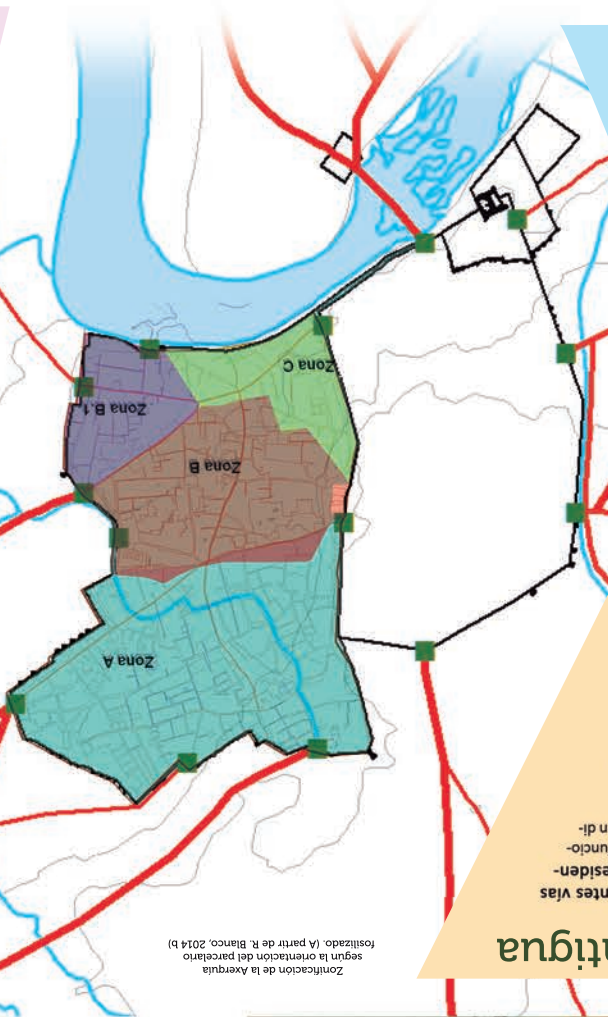 ntigua
ntes vías
esiden-
uncio-
n di-
Zonificación de la Axerquía
según la orientación del parcelario
fosilizado. (A partir de R. Blanco, 2014 b)
Zona A
Zona B
Zona B.1
Zona C